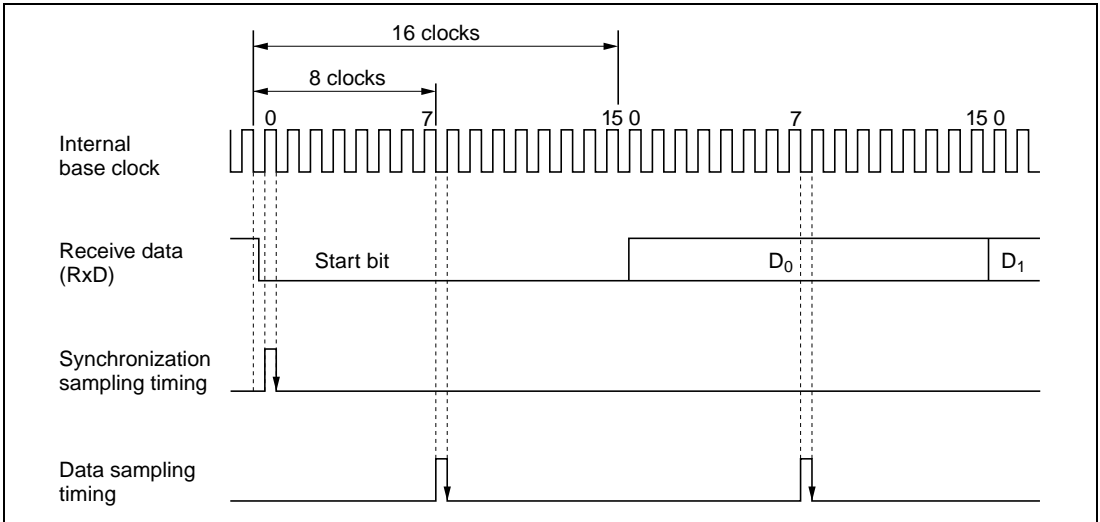 16 clocks
8 clocks
0 7 15 0 7 15 0
Internal
base clock
Receive data
(RxD)
Start bit D₀ D₁
Synchronization
sampling timing
Data sampling
timing